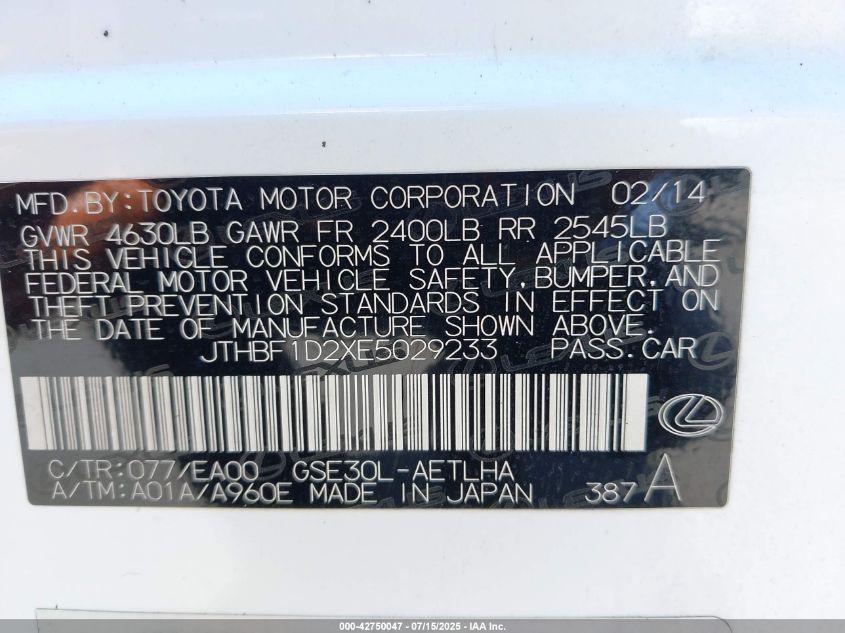 MFD.BY:TOYOTA MOTOR CORPORATION 02/14
GVWR 4630LB GAWR FR 2400LB RR 2545LB
THIS VEHICLE CONFORMS TO ALL APPLICABLE
FEDERAL MOTOR VEHICLE SAFETY,BUMPER,AND
THEFT PREVENTION STANDARDS IN EFFECT ON
THE DATE OF MANUFACTURE SHOWN ABOVE.
JTHBF1D2XE5029233 PASS.CAR
C/TR:077/EA00 GSE30L-AETLHA
A/TM:A01A/A960E MADE IN JAPAN 387A
000-42750047 - 07/15/2025 - IAA Inc.